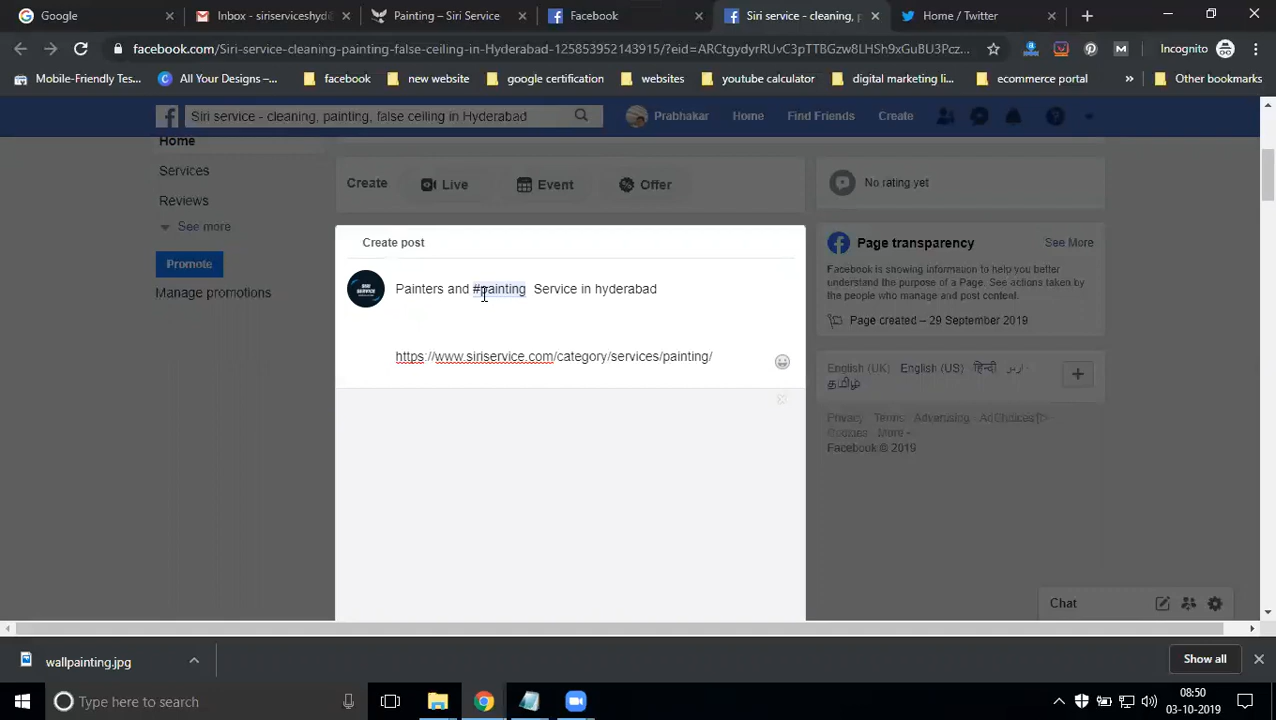 Google
Inbox - siriserviceshyd
Painting – Siri Service
Facebook
Siri service - cleaning, p
Home / Twitter
facebook.com/Siri-service-cleaning-painting-false-ceiling-in-Hyderabad-125853952143915/?eid=ARCtgydyrRUvC3pTTBGzw8LHSh9xGuBU3Pczc...
Incognito
Mobile-Friendly Tes...
All Your Designs –...
facebook
new website
google certification
websites
youtube calculator
digital marketing li...
ecommerce portal
»
Other bookmarks
Siri service - cleaning, painting, false ceiling in Hyderabad
Prabhakar
Home
Find Friends
Create
Home
Services
Reviews
See more
Promote
Manage promotions
Create
Live
Event
Offer
Create post
Painters and #painting Service in hyderabad
https://www.siriservice.com/category/services/painting/
No rating yet
Page transparency
See More
Facebook is showing information to help you better
understand the purpose of a Page. See actions taken by
the people who manage and post content.
Page created – 29 September 2019
English (UK) · English (US) · हिन्दी · اردو ·
தமிழ்
Privacy · Terms · Advertising · AdChoices
Cookies · More
Facebook © 2019
Chat
wallpainting.jpg
Show all
Type here to search
08:50
03-10-2019